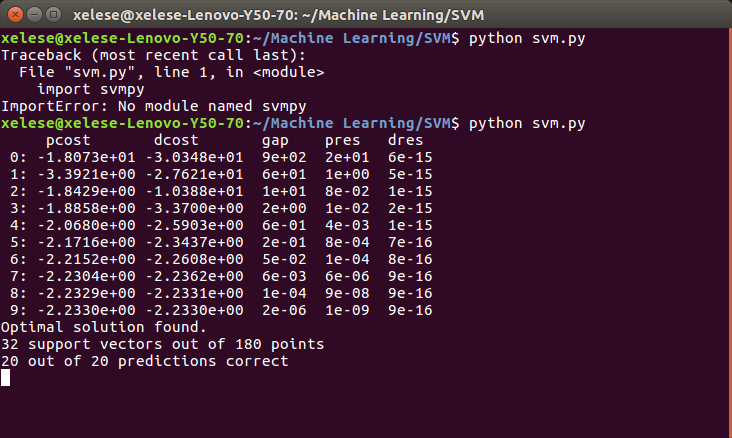 xelese@xelese-Lenovo-Y50-70: ~/Machine Learning/SVM
xelese@xelese-Lenovo-Y50-70:~/Machine Learning/SVM$ python svm.py
Traceback (most recent call last):
  File "svm.py", line 1, in <module>
    import svmpy
ImportError: No module named svmpy
xelese@xelese-Lenovo-Y50-70:~/Machine Learning/SVM$ python svm.py
     pcost       dcost       gap    pres   dres
 0: -1.8073e+01 -3.0348e+01  9e+02  2e+01  6e-15
 1: -3.3921e+00 -2.7621e+01  6e+01  1e+00  5e-15
 2: -1.8429e+00 -1.0388e+01  1e+01  8e-02  1e-15
 3: -1.8858e+00 -3.3700e+00  2e+00  1e-02  2e-15
 4: -2.0680e+00 -2.5903e+00  6e-01  4e-03  1e-15
 5: -2.1716e+00 -2.3437e+00  2e-01  8e-04  7e-16
 6: -2.2152e+00 -2.2608e+00  5e-02  1e-04  8e-16
 7: -2.2304e+00 -2.2362e+00  6e-03  6e-06  9e-16
 8: -2.2329e+00 -2.2331e+00  1e-04  9e-08  9e-16
 9: -2.2330e+00 -2.2330e+00  2e-06  1e-09  9e-16
Optimal solution found.
32 support vectors out of 180 points
20 out of 20 predictions correct